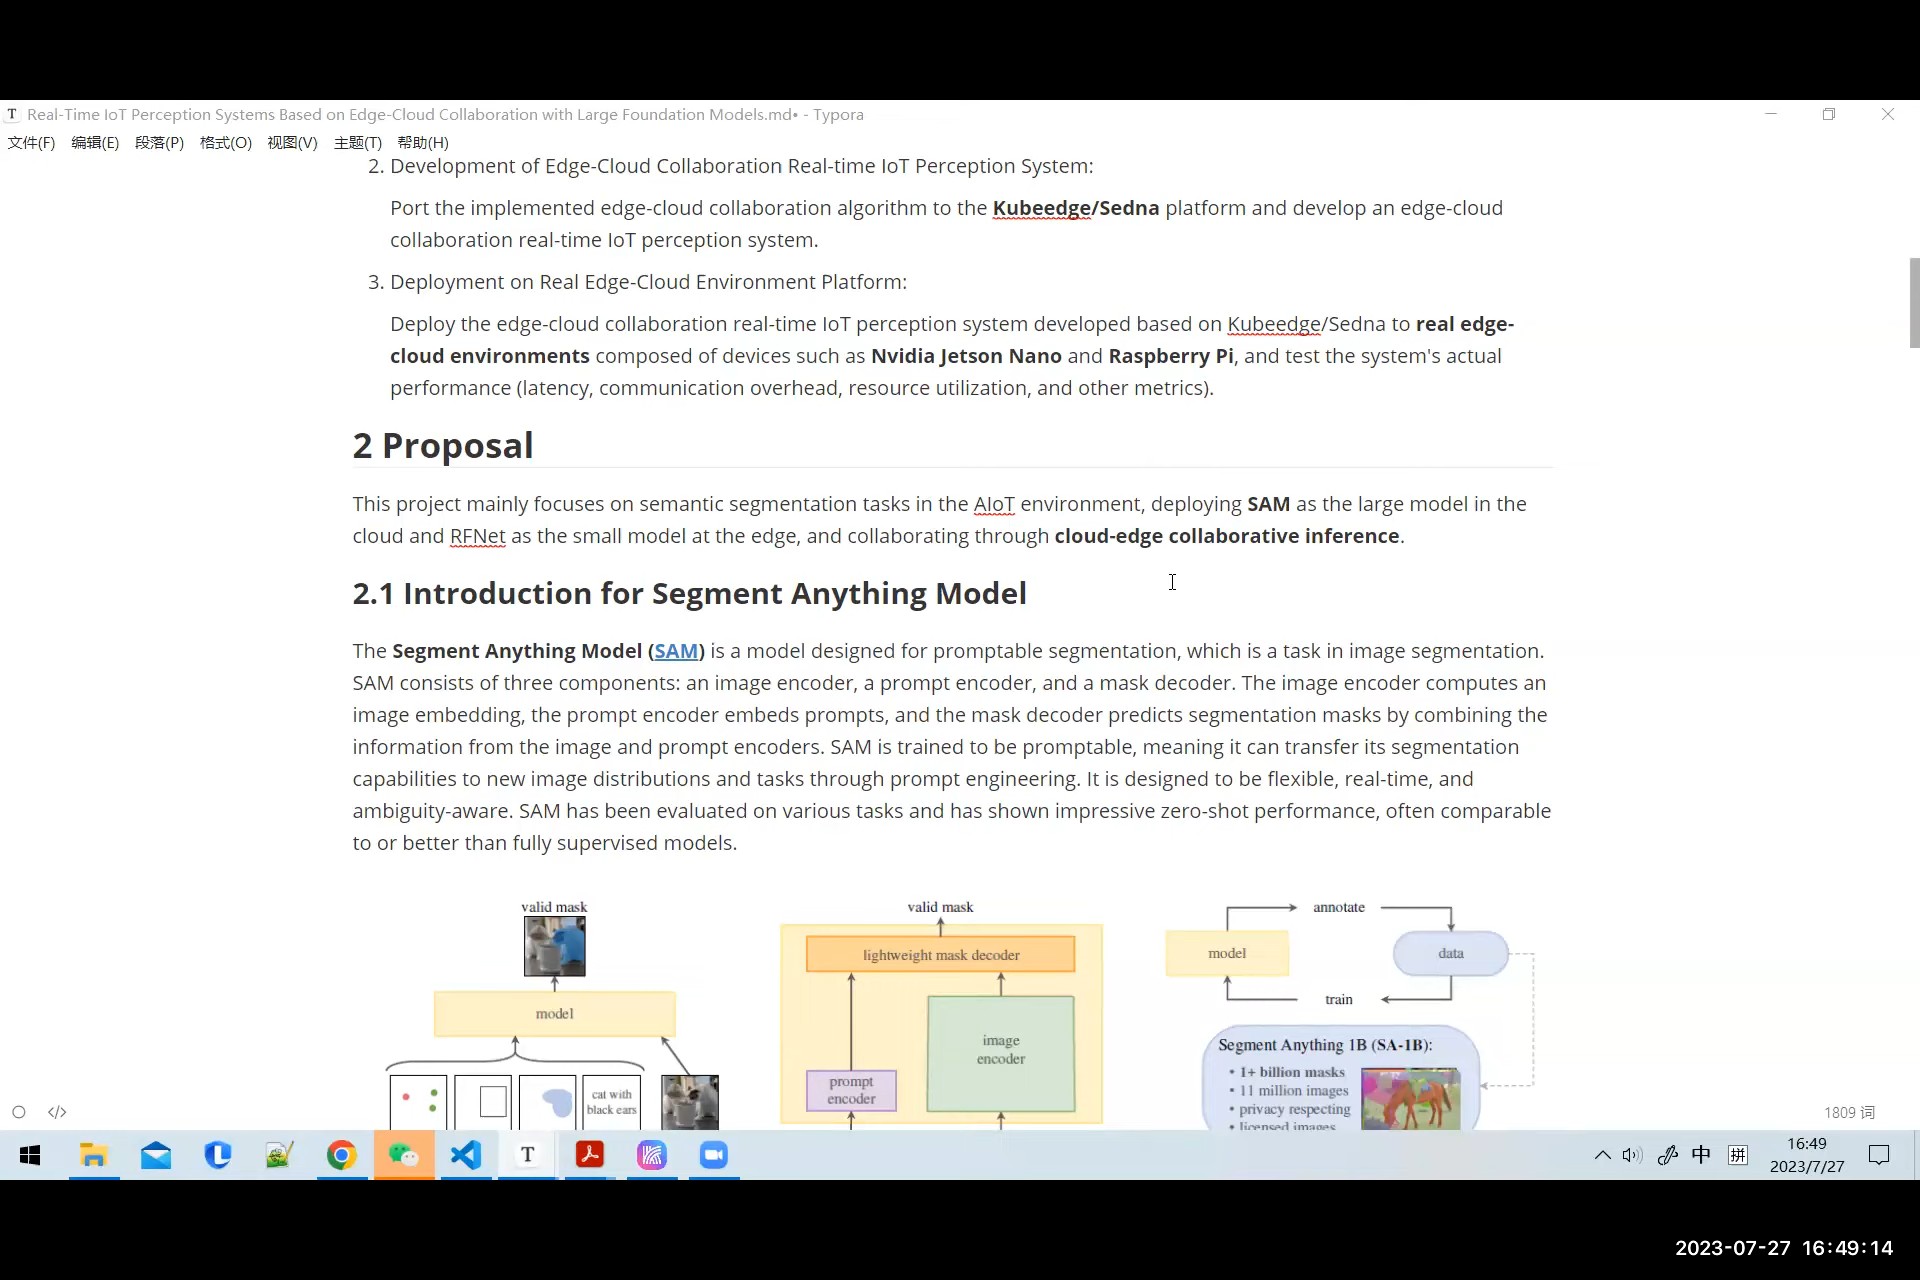 Real-Time IoT Perception Systems Based on Edge-Cloud Collaboration with Large Foundation Models.md• - Typora
文件(F) 编辑(E) 段落(P) 格式(O) 视图(V) 主题(T) 帮助(H)
2. Development of Edge-Cloud Collaboration Real-time IoT Perception System:
Port the implemented edge-cloud collaboration algorithm to the Kubeedge/Sedna platform and develop an edge-cloud
collaboration real-time IoT perception system.
3. Deployment on Real Edge-Cloud Environment Platform:
Deploy the edge-cloud collaboration real-time IoT perception system developed based on Kubeedge/Sedna to real edge-
cloud environments composed of devices such as Nvidia Jetson Nano and Raspberry Pi, and test the system's actual
performance (latency, communication overhead, resource utilization, and other metrics).
2 Proposal
This project mainly focuses on semantic segmentation tasks in the AIoT environment, deploying SAM as the large model in the
cloud and RFNet as the small model at the edge, and collaborating through cloud-edge collaborative inference.
2.1 Introduction for Segment Anything Model
The Segment Anything Model (SAM) is a model designed for promptable segmentation, which is a task in image segmentation.
SAM consists of three components: an image encoder, a prompt encoder, and a mask decoder. The image encoder computes an
image embedding, the prompt encoder embeds prompts, and the mask decoder predicts segmentation masks by combining the
information from the image and prompt encoders. SAM is trained to be promptable, meaning it can transfer its segmentation
capabilities to new image distributions and tasks through prompt engineering. It is designed to be flexible, real-time, and
ambiguity-aware. SAM has been evaluated on various tasks and has shown impressive zero-shot performance, often comparable
to or better than fully supervised models.
valid mask
model
cat with
black ears
valid mask
lightweight mask decoder
image
encoder
prompt
encoder
annotate
model
data
train
Segment Anything 1B (SA-1B):
• 1+ billion masks
• 11 million images
• privacy respecting
• licensed images
1809 词
中 拼
16:49
2023/7/27
2023-07-27 16:49:14